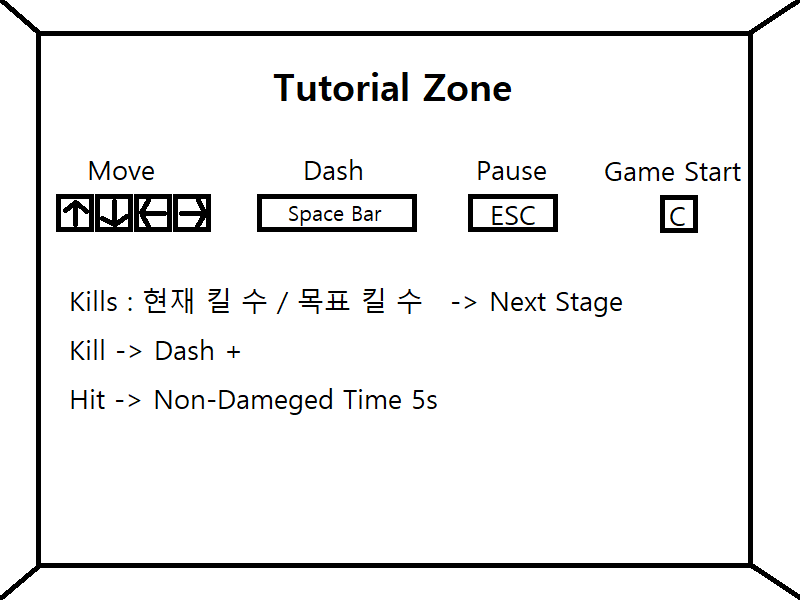 Tutorial Zone
Move Dash Pause Game Start
↑ ↓ ← → Space Bar ESC C
Kills : 현재 킬 수 / 목표 킬 수 -> Next Stage
Kill -> Dash +
Hit -> Non-Dameged Time 5s